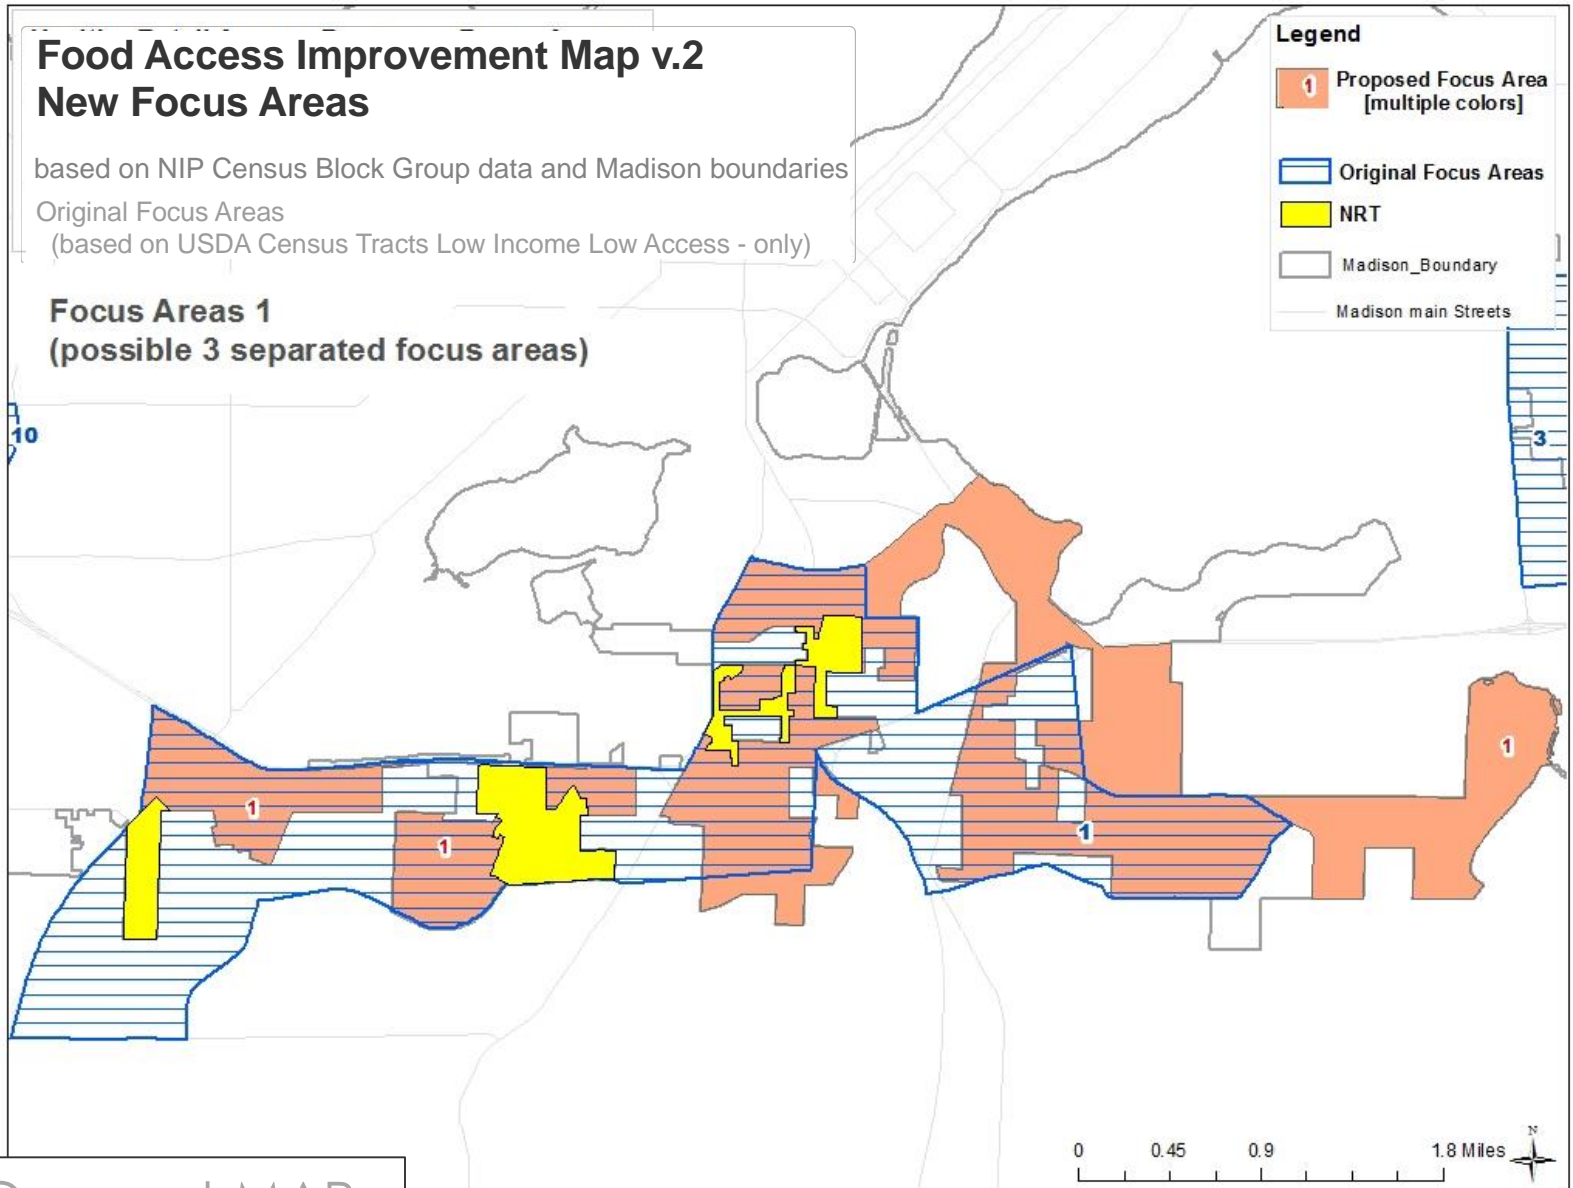 Food Access Improvement Map v.2
New Focus Areas
based on NIP Census Block Group data and Madison boundaries
Original Focus Areas
(based on USDA Census Tracts Low Income Low Access - only)
Focus Areas 1
(possible 3 separated focus areas)
Legend
1 Proposed Focus Area
[multiple colors]
Original Focus Areas
NRT
Madison_Boundary
Madison main Streets
10
3
1
1
1
1
N
0 0.45 0.9 1.8 Miles